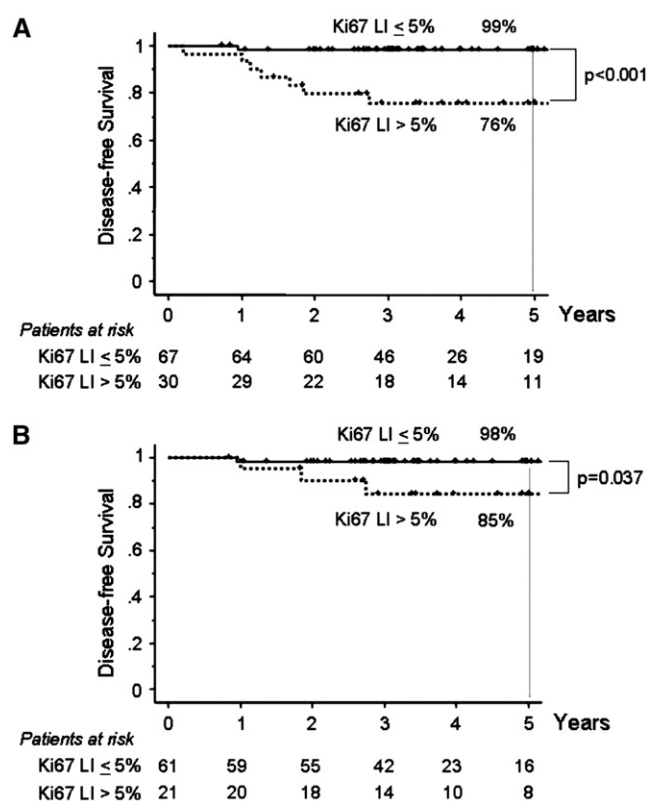 A
Ki67 LI ≤ 5% 99%
1
.8
.6
.4
.2
0
Disease-free Survival
p<0.001
Ki67 LI > 5% 76%
0 1 2 3 4 5 Years
Patients at risk
Ki67 LI ≤ 5% 67 64 60 46 26 19
Ki67 LI > 5% 30 29 22 18 14 11
B
Ki67 LI ≤ 5% 98%
1
.8
.6
.4
.2
0
Disease-free Survival
p=0.037
Ki67 LI > 5% 85%
0 1 2 3 4 5 Years
Patients at risk
Ki67 LI ≤ 5% 61 59 55 42 23 16
Ki67 LI > 5% 21 20 18 14 10 8